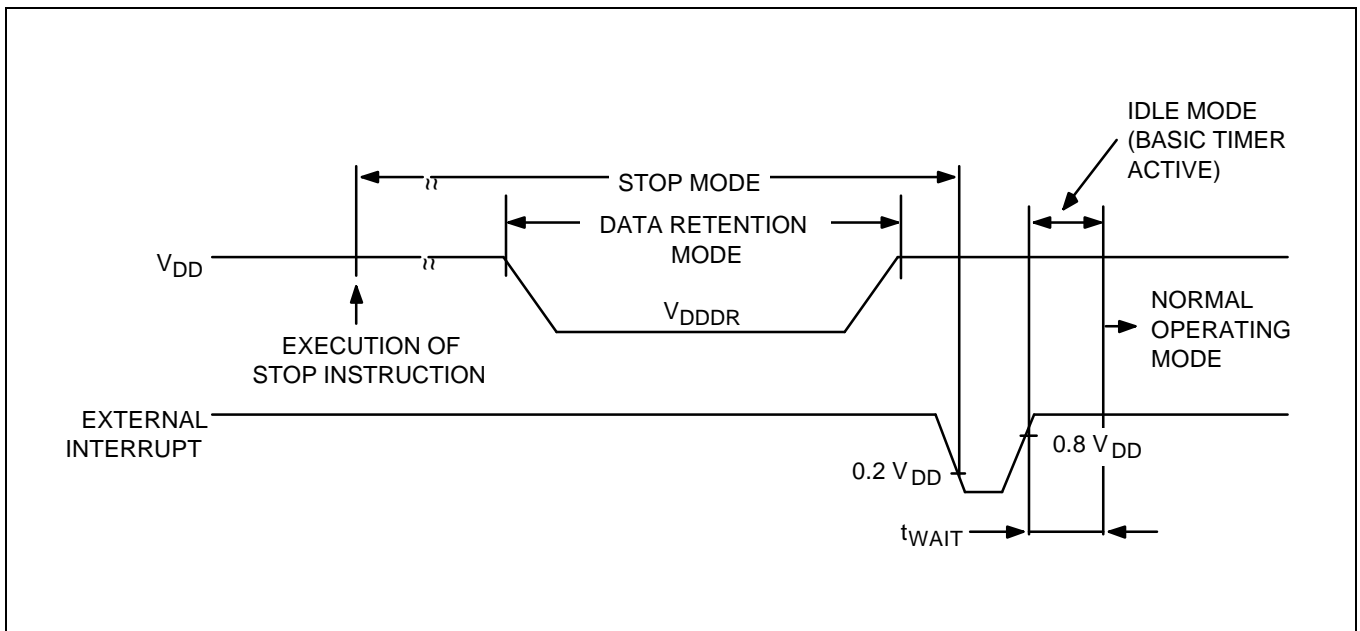 IDLE MODE
(BASIC TIMER
ACTIVE)
STOP MODE
DATA RETENTION
MODE
VDD
VDDDR
EXECUTION OF
STOP INSTRUCTION
NORMAL
OPERATING
MODE
EXTERNAL
INTERRUPT
0.2 VDD
0.8 VDD
tWAIT